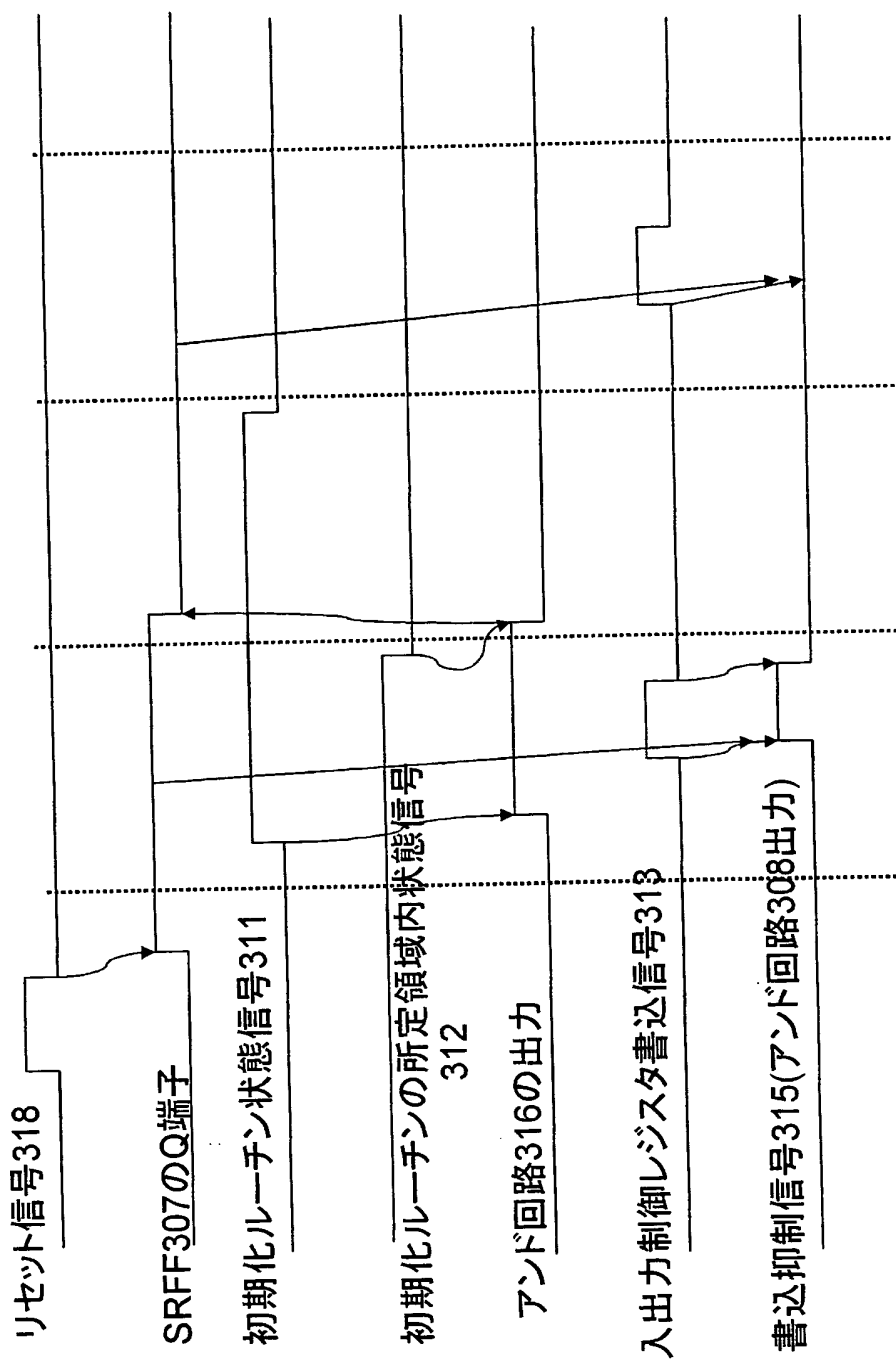 リセット信号318
SRFF307のQ端子
初期化ルーチン状態信号311
初期化ルーチンの所定領域内状態信号
312
アンド回路316の出力
入出力制御レジスタ書込信号313
書込抑制信号315(アンド回路308出力)